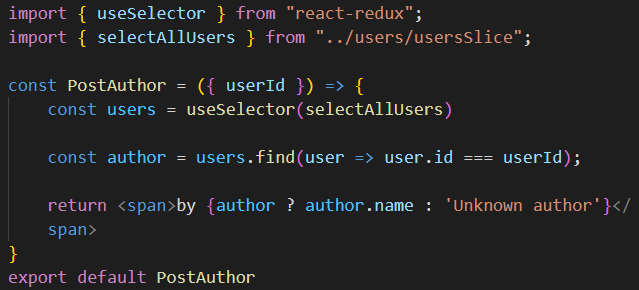 import { useSelector } from "react-redux";
import { selectAllUsers } from "../users/usersSlice";

const PostAuthor = ({ userId }) => {
    const users = useSelector(selectAllUsers)

    const author = users.find(user => user.id === userId);

    return <span>by {author ? author.name : 'Unknown author'}</
    span>
}
export default PostAuthor